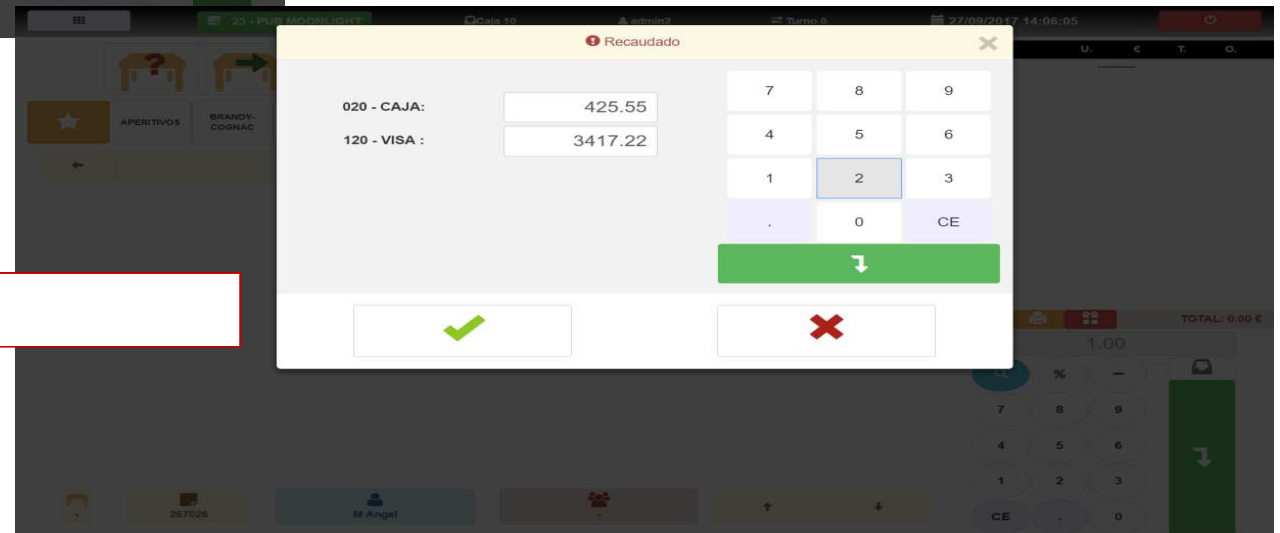 23 - PUB MOONLIGHT Caja 10 admin2 Turno 0 27/09/2017 14:06:05
Recaudado
U. € T. O.
020 - CAJA: 425.55
120 - VISA : 3417.22
7 8 9
4 5 6
1 2 3
. 0 CE
APERITIVOS
BRANDY-
COGNAC
TOTAL: 0.00 €
1.00
% −
7 8 9
4 5 6
1 2 3
CE . 0
267026 M Angel -